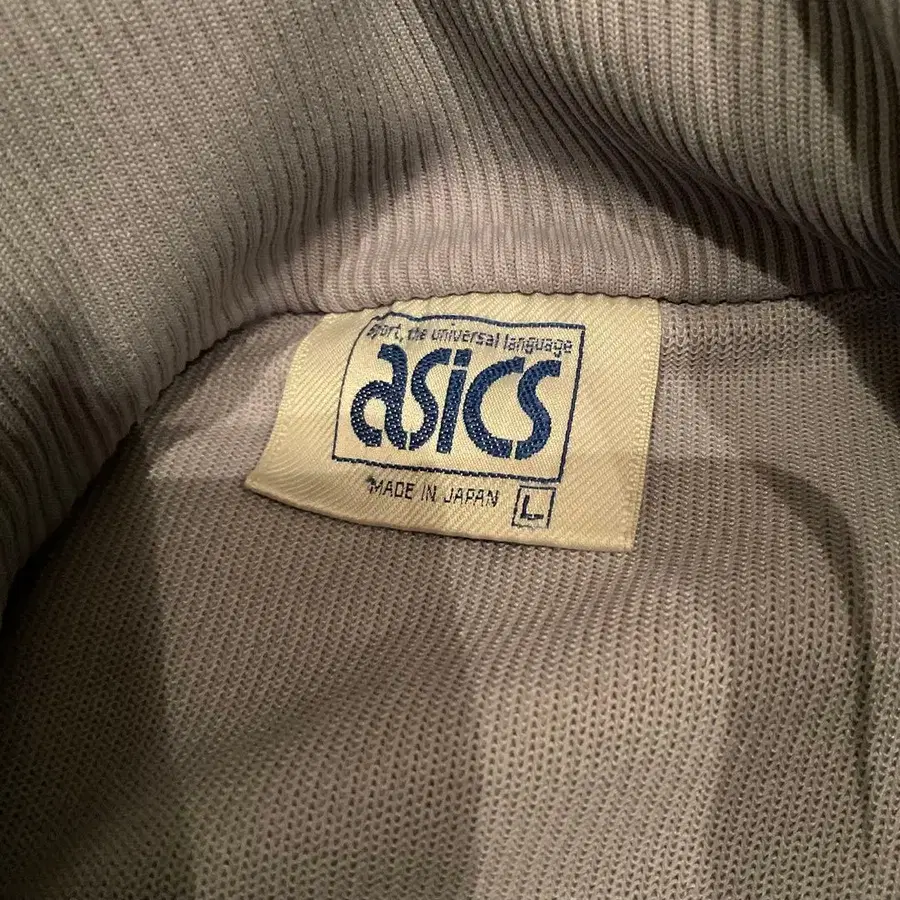 sport, the universal language
asics
MADE IN JAPAN L